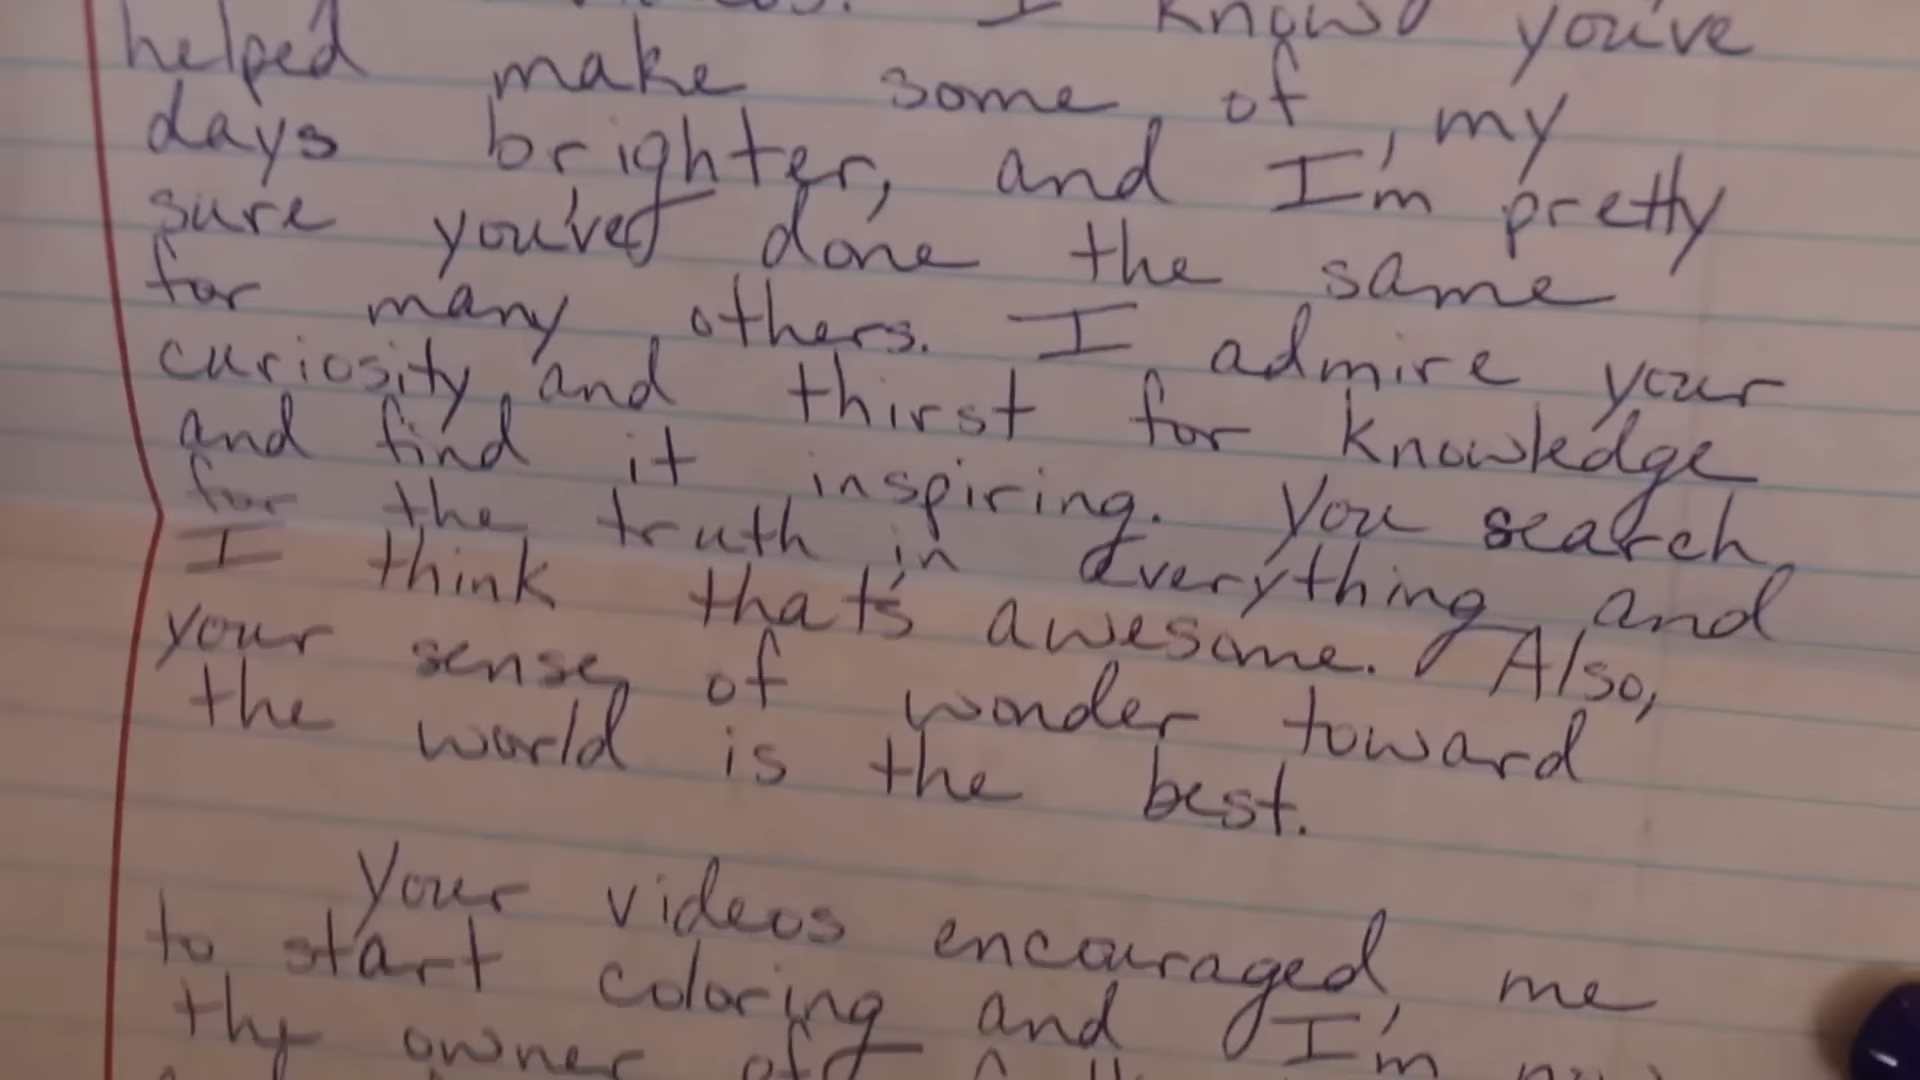 I know you've
helped make some of my
days brighter, and I'm pretty
sure you've done the same
for many others. I admire your
curiosity and thirst for knowledge
and find it inspiring. You search
for the truth in everything and
I think that's awesome. Also,
your sense of wonder toward
the world is the best.
Your videos encouraged me
to start coloring and I'm
the owner of